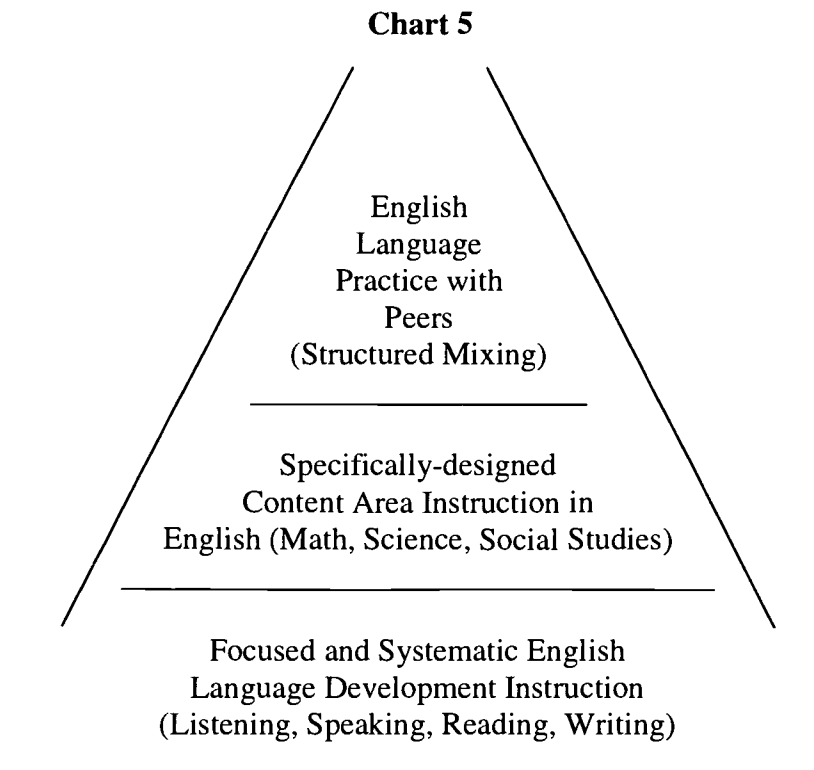 Chart 5
English
Language
Practice with
Peers
(Structured Mixing)
Specifically-designed
Content Area Instruction in
English (Math, Science, Social Studies)
Focused and Systematic English
Language Development Instruction
(Listening, Speaking, Reading, Writing)